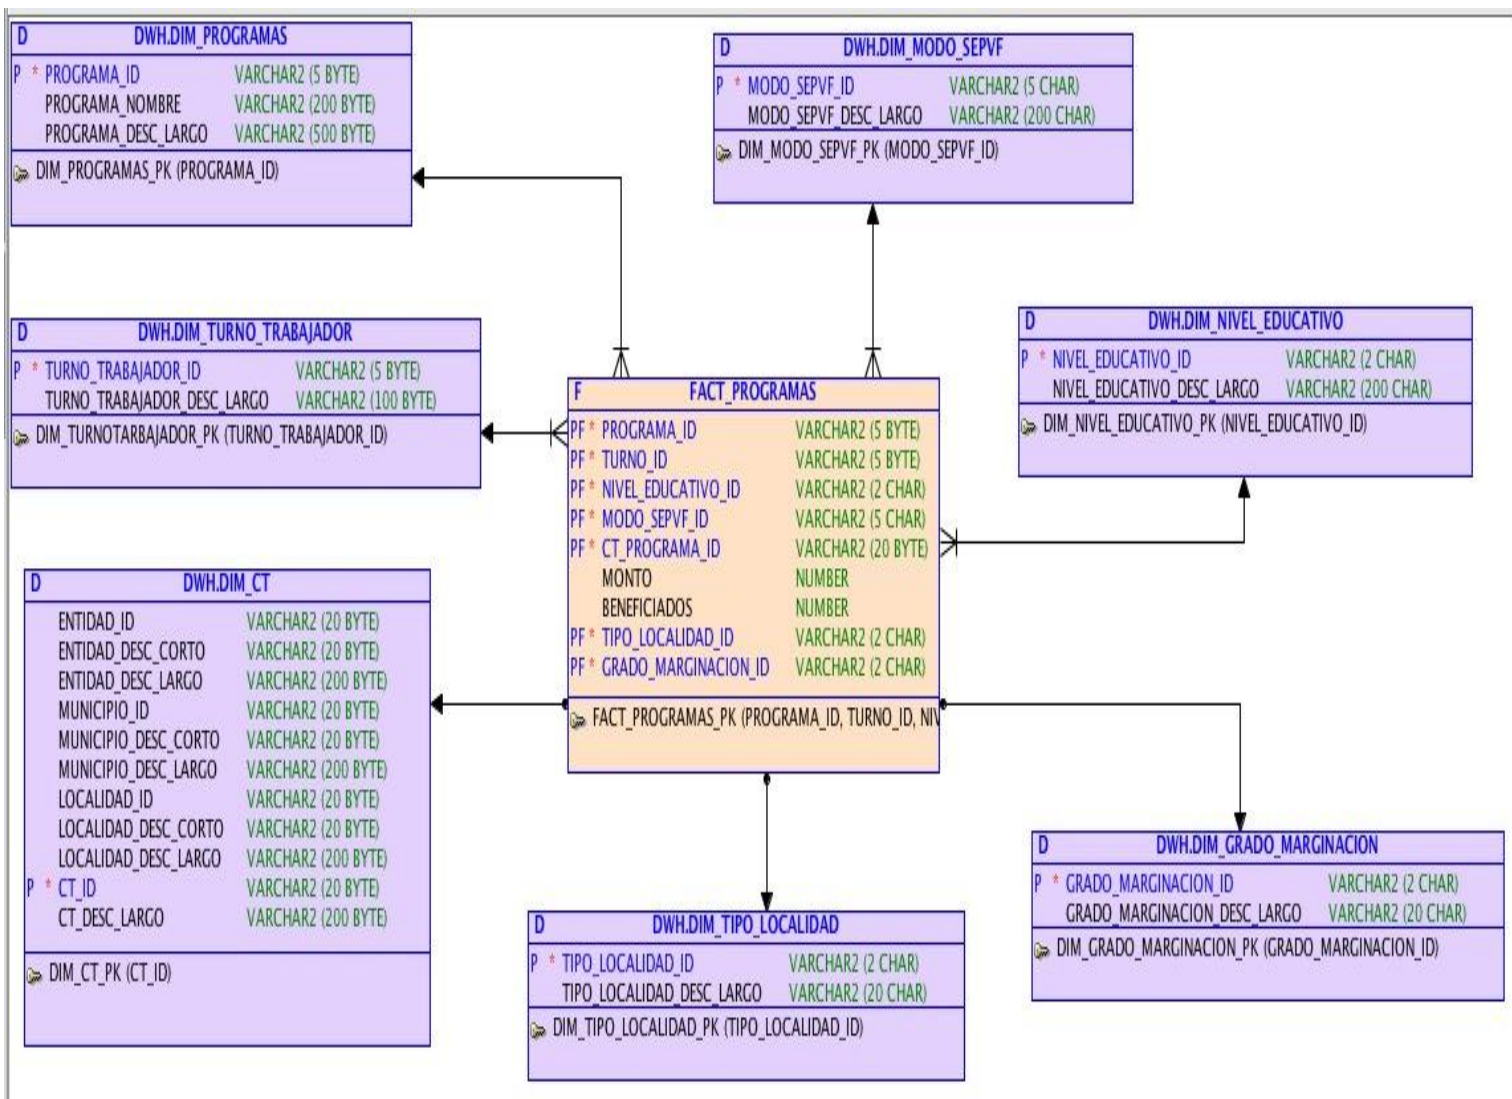 D DWH.DIM_PROGRAMAS
P * PROGRAMA_ID VARCHAR2 (5 BYTE)
PROGRAMA_NOMBRE VARCHAR2 (200 BYTE)
PROGRAMA_DESC_LARGO VARCHAR2 (500 BYTE)
DIM_PROGRAMAS_PK (PROGRAMA_ID)
D DWH.DIM_MODO_SEPVF
P * MODO_SEPVF_ID VARCHAR2 (5 CHAR)
MODO_SEPVF_DESC_LARGO VARCHAR2 (200 CHAR)
DIM_MODO_SEPVF_PK (MODO_SEPVF_ID)
D DWH.DIM_TURNO_TRABAJADOR
P * TURNO_TRABAJADOR_ID VARCHAR2 (5 BYTE)
TURNO_TRABAJADOR_DESC_LARGO VARCHAR2 (100 BYTE)
DIM_TURNOTARBAJADOR_PK (TURNO_TRABAJADOR_ID)
F FACT_PROGRAMAS
PF * PROGRAMA_ID VARCHAR2 (5 BYTE)
PF * TURNO_ID VARCHAR2 (5 BYTE)
PF * NIVEL_EDUCATIVO_ID VARCHAR2 (2 CHAR)
PF * MODO_SEPVF_ID VARCHAR2 (5 CHAR)
PF * CT_PROGRAMA_ID VARCHAR2 (20 BYTE)
MONTO NUMBER
BENEFICIADOS NUMBER
PF * TIPO_LOCALIDAD_ID VARCHAR2 (2 CHAR)
PF * GRADO_MARGINACION_ID VARCHAR2 (2 CHAR)
FACT_PROGRAMAS_PK (PROGRAMA_ID, TURNO_ID, NIV
D DWH.DIM_NIVEL_EDUCATIVO
P * NIVEL_EDUCATIVO_ID VARCHAR2 (2 CHAR)
NIVEL_EDUCATIVO_DESC_LARGO VARCHAR2 (200 CHAR)
DIM_NIVEL_EDUCATIVO_PK (NIVEL_EDUCATIVO_ID)
D DWH.DIM_CT
ENTIDAD_ID VARCHAR2 (20 BYTE)
ENTIDAD_DESC_CORTO VARCHAR2 (20 BYTE)
ENTIDAD_DESC_LARGO VARCHAR2 (200 BYTE)
MUNICIPIO_ID VARCHAR2 (20 BYTE)
MUNICIPIO_DESC_CORTO VARCHAR2 (20 BYTE)
MUNICIPIO_DESC_LARGO VARCHAR2 (200 BYTE)
LOCALIDAD_ID VARCHAR2 (20 BYTE)
LOCALIDAD_DESC_CORTO VARCHAR2 (20 BYTE)
LOCALIDAD_DESC_LARGO VARCHAR2 (200 BYTE)
P * CT_ID VARCHAR2 (20 BYTE)
CT_DESC_LARGO VARCHAR2 (200 BYTE)
DIM_CT_PK (CT_ID)
D DWH.DIM_TIPO_LOCALIDAD
P * TIPO_LOCALIDAD_ID VARCHAR2 (2 CHAR)
TIPO_LOCALIDAD_DESC_LARGO VARCHAR2 (20 CHAR)
DIM_TIPO_LOCALIDAD_PK (TIPO_LOCALIDAD_ID)
D DWH.DIM_GRADO_MARGINACION
P * GRADO_MARGINACION_ID VARCHAR2 (2 CHAR)
GRADO_MARGINACION_DESC_LARGO VARCHAR2 (20 CHAR)
DIM_GRADO_MARGINACION_PK (GRADO_MARGINACION_ID)